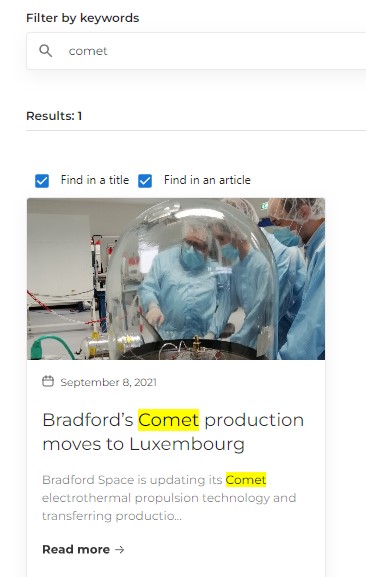 Filter by keywords
comet
Results: 1
Find in a title
Find in an article
September 8, 2021
Bradford’s Comet production
moves to Luxembourg
Bradford Space is updating its Comet
electrothermal propulsion technology and
transferring productio...
Read more →